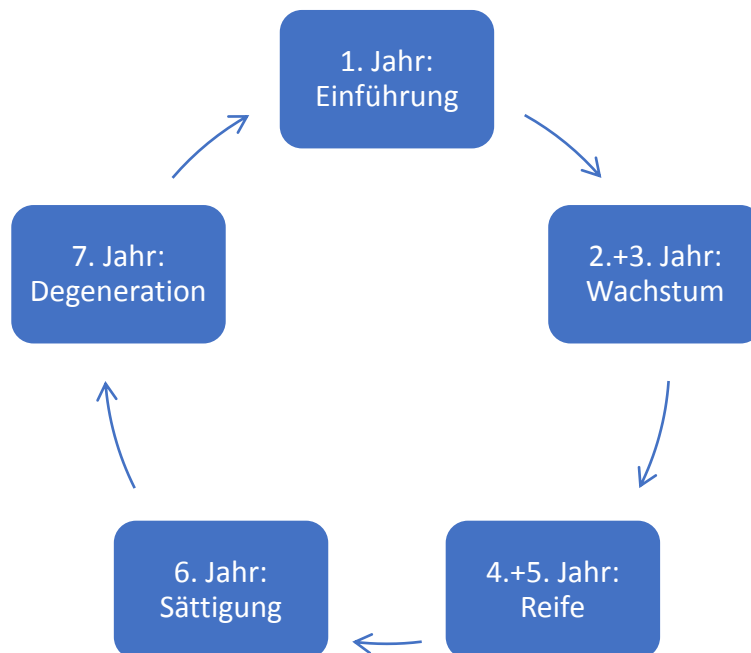 1. Jahr:
Einführung
2.+3. Jahr:
Wachstum
4.+5. Jahr:
Reife
6. Jahr:
Sättigung
7. Jahr:
Degeneration